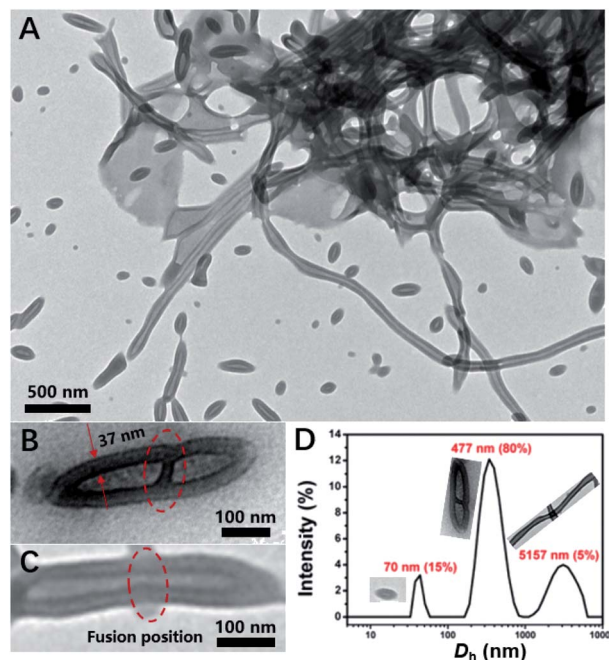 A
500 nm
B
37 nm
100 nm
C
Fusion position
100 nm
D
477 nm (80%)
70 nm (15%)
5157 nm (5%)
Intensity (%)
14
12
10
8
6
4
2
0
10
100
1000
1000
Dh (nm)